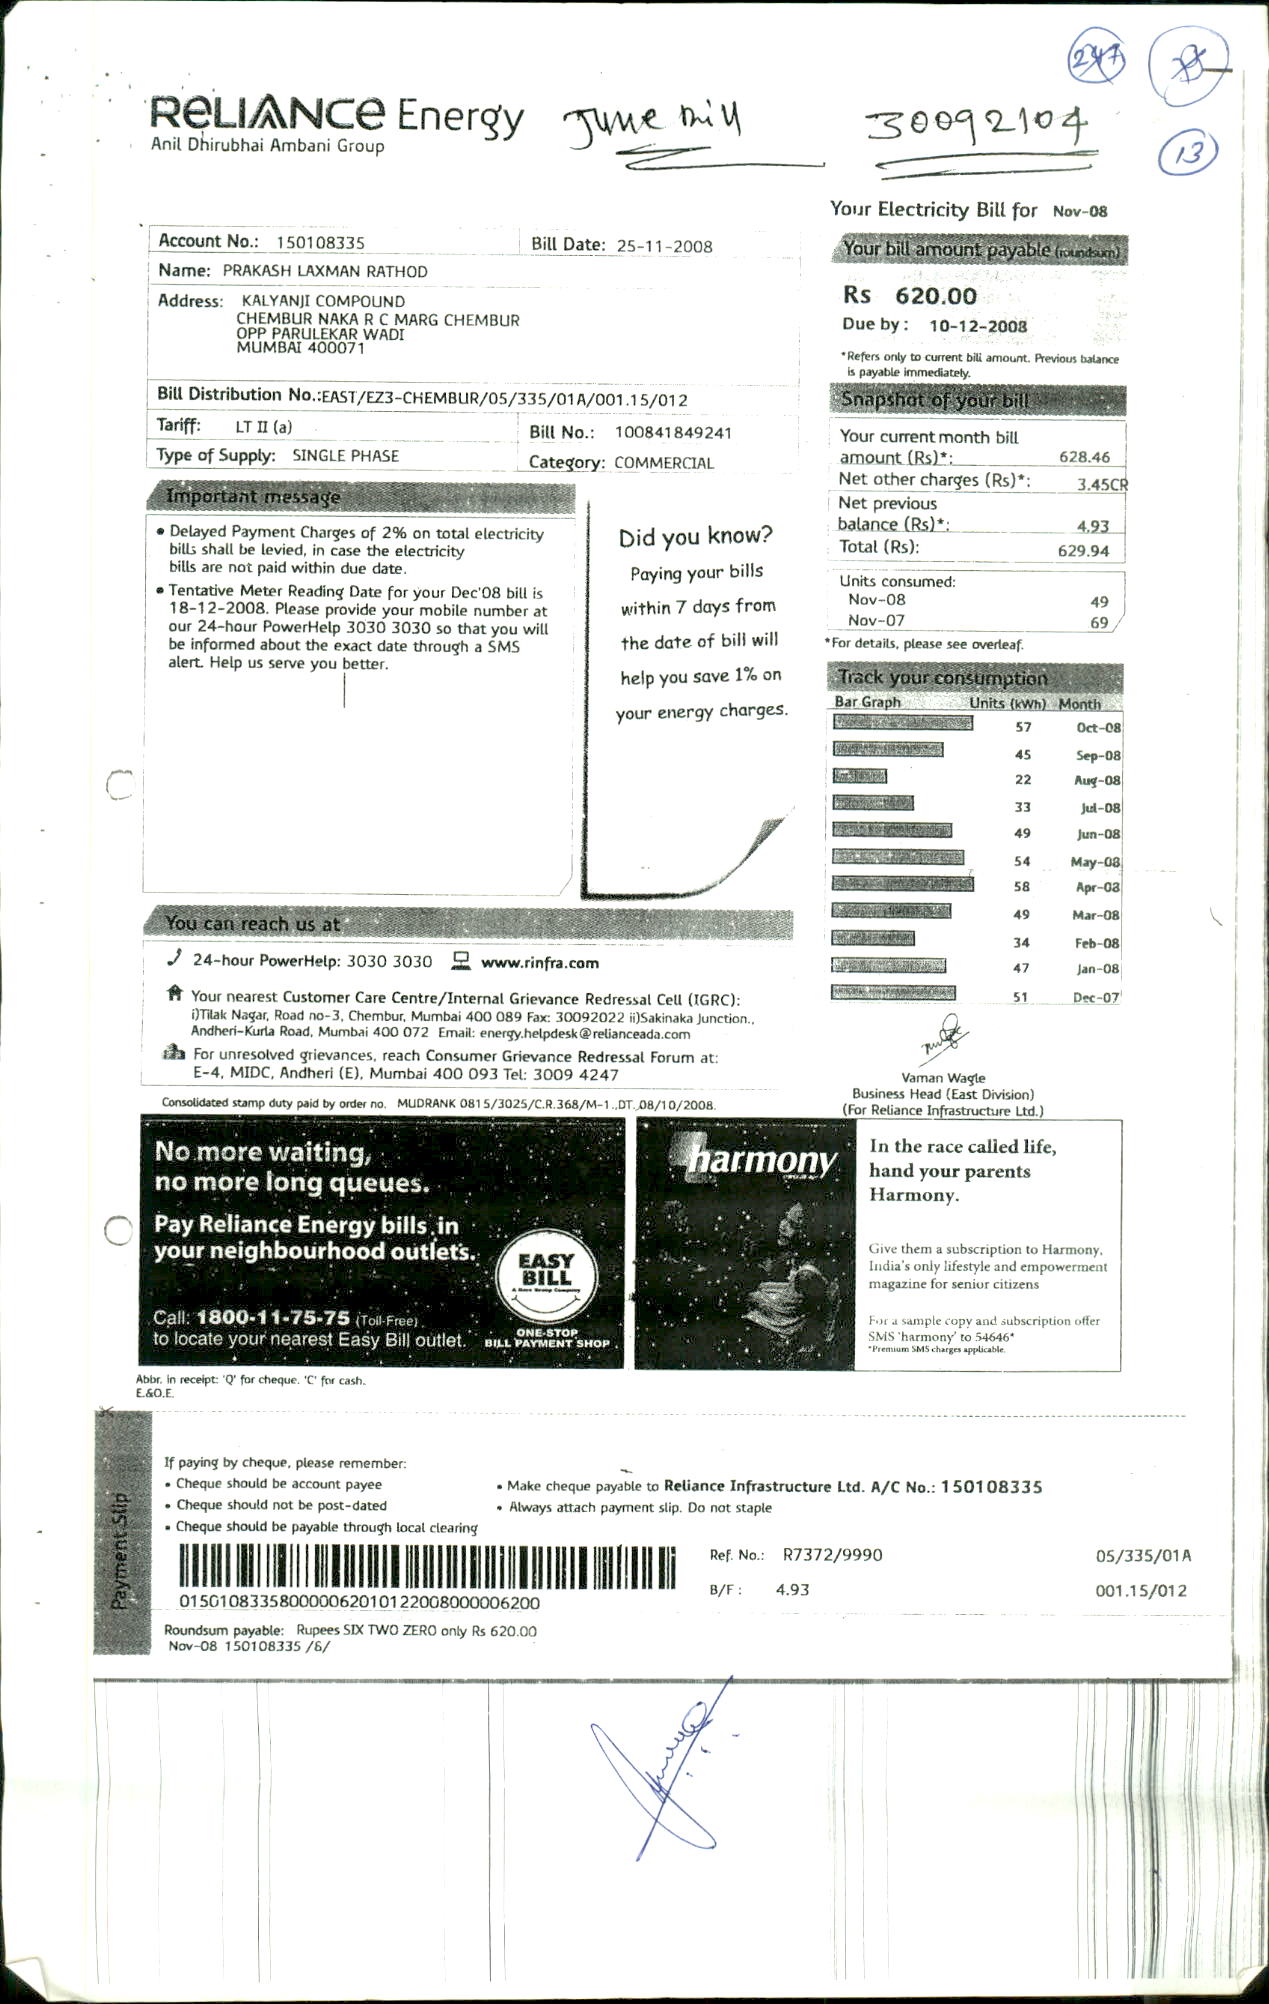 247
13
RELIANCE Energy
Anil Dhirubhai Ambani Group
June
30092104
Your Electricity Bill for Nov-08
Account No.: 150108335
Bill Date: 25-11-2008
Name: PRAKASH LAXMAN RATHOD
Address: KALYANJI COMPOUND
CHEMBUR NAKA R C MARG CHEMBUR
OPP PARULEKAR WADI
MUMBAI 400071
Bill Distribution No.:EAST/EZ3-CHEMBUR/05/335/01A/001.15/012
Tariff: LT II (a)
Bill No.: 100841849241
Type of Supply: SINGLE PHASE
Category: COMMERCIAL
Your bill amount payable (roundsum)
Rs 620.00
Due by : 10-12-2008
*Refers only to current bill amount. Previous balance
is payable immediately.
Snapshot of your bill
Your current month bill
amount (Rs)*: 628.46
Net other charges (Rs)*: 3.45CR
Net previous
balance (Rs)*: 4.93
Total (Rs): 629.94
Units consumed:
Nov-08 49
Nov-07 69
*For details, please see overleaf.
Important message
• Delayed Payment Charges of 2% on total electricity
bills shall be levied, in case the electricity
bills are not paid within due date.
• Tentative Meter Reading Date for your Dec'08 bill is
18-12-2008. Please provide your mobile number at
our 24-hour PowerHelp 3030 3030 so that you will
be informed about the exact date through a SMS
alert. Help us serve you better.
Did you know?
Paying your bills
within 7 days from
the date of bill will
help you save 1% on
your energy charges.
Track your consumption
Bar Graph Units (kWh) Month
57 Oct-08
45 Sep-08
22 Aug-08
33 Jul-08
49 Jun-08
54 May-08
58 Apr-08
49 Mar-08
34 Feb-08
47 Jan-08
51 Dec-07
Vaman Wagle
Business Head (East Division)
(For Reliance Infrastructure Ltd.)
You can reach us at
24-hour PowerHelp: 3030 3030 www.rinfra.com
Your nearest Customer Care Centre/Internal Grievance Redressal Cell (IGRC):
i)Tilak Nagar, Road no-3, Chembur, Mumbai 400 089 Fax: 30092022 ii)Sakinaka Junction.,
Andheri-Kurla Road, Mumbai 400 072 Email: energy.helpdesk@relianceada.com
For unresolved grievances, reach Consumer Grievance Redressal Forum at:
E-4, MIDC, Andheri (E), Mumbai 400 093 Tel: 3009 4247
Consolidated stamp duty paid by order no. MUDRANK 0815/3025/C.R.368/M-1.,DT.,08/10/2008.
No more waiting,
no more long queues.
Pay Reliance Energy bills in
your neighbourhood outlets.
Call: 1800-11-75-75 (Toll-Free)
to locate your nearest Easy Bill outlet.
EASY
BILL
A Hero Group Company
ONE-STOP
BILL PAYMENT SHOP
harmony
In the race called life,
hand your parents
Harmony.
Give them a subscription to Harmony,
India's only lifestyle and empowerment
magazine for senior citizens
For a sample copy and subscription offer
SMS 'harmony' to 54646*
*Premium SMS charges applicable.
Abbr. in receipt: 'Q' for cheque. 'C' for cash.
E.&O.E.
Payment Slip
If paying by cheque, please remember:
• Cheque should be account payee
• Cheque should not be post-dated
• Cheque should be payable through local clearing
• Make cheque payable to Reliance Infrastructure Ltd. A/C No.: 150108335
• Always attach payment slip. Do not staple
Ref. No.: R7372/9990
05/335/01A
B/F : 4.93
001.15/012
0150108335800000620101220080000006200
Roundsum payable: Rupees SIX TWO ZERO only Rs 620.00
Nov-08 150108335 /6/